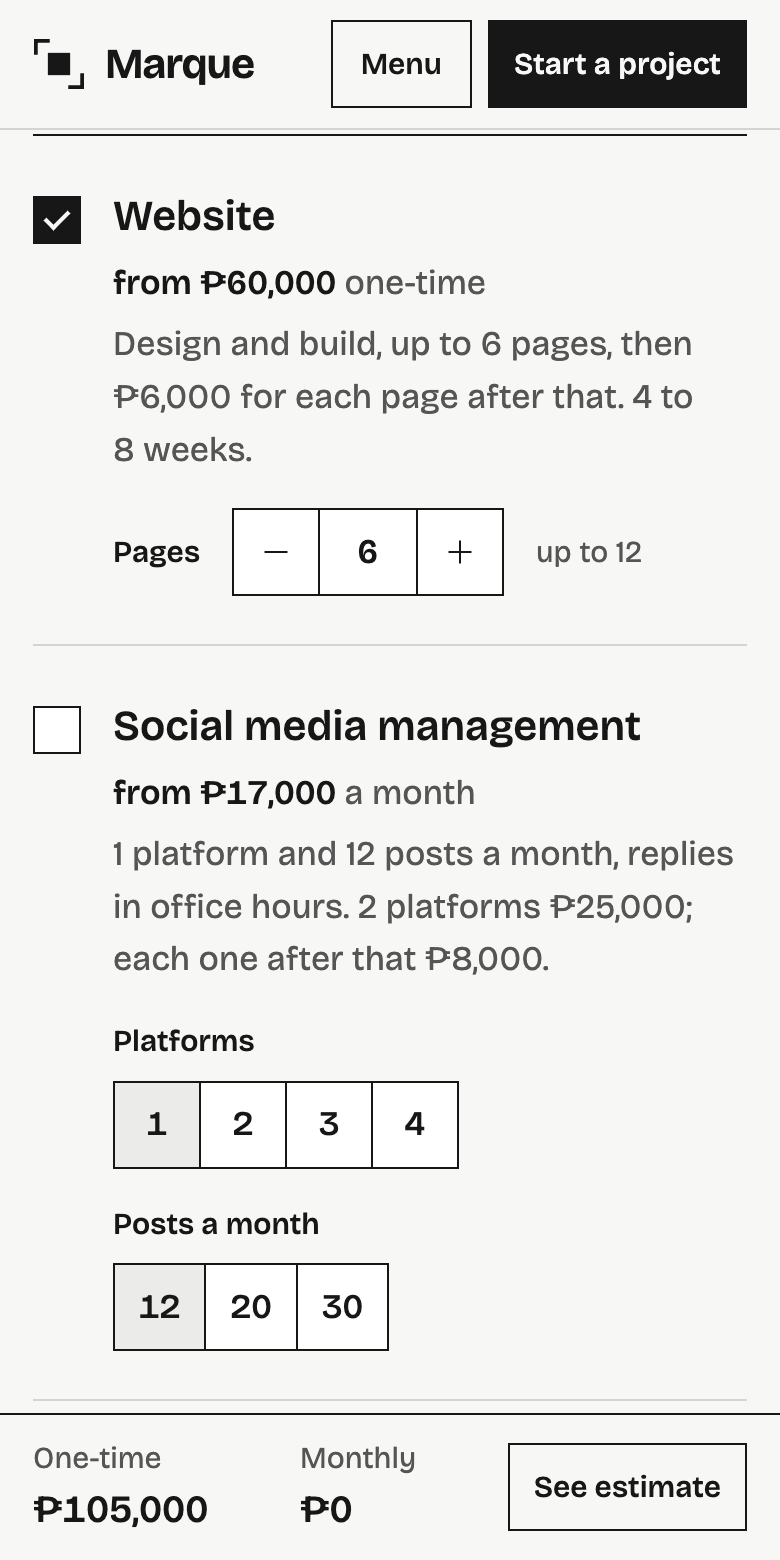 Marque
Menu
Start a project
Website
from ₱60,000 one-time
Design and build, up to 6 pages, then
₱6,000 for each page after that. 4 to
8 weeks.
Pages
6
up to 12
Social media management
from ₱17,000 a month
1 platform and 12 posts a month, replies
in office hours. 2 platforms ₱25,000;
each one after that ₱8,000.
Platforms
1 2 3 4
Posts a month
12 20 30
One-time
₱105,000
Monthly
₱0
See estimate